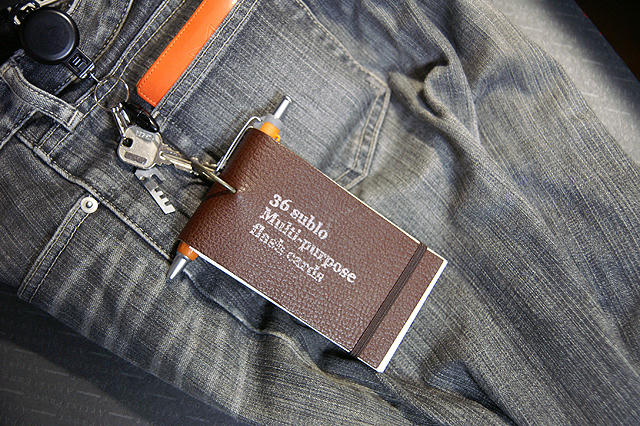 36 sublo
Multi-purpose
flash cards